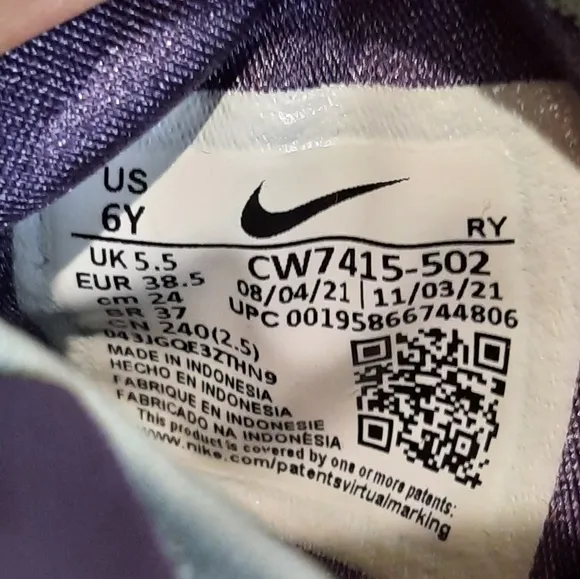 US
6Y
RY
UK 5.5
EUR 38.5
cm 24
BR 37
CN 240(2.5)
043JGQE3ZTHN9
CW7415-502
08/04/21 | 11/03/21
UPC 00195866744806
MADE IN INDONESIA
HECHO EN INDONESIA
FABRIQUE EN INDONESIE
FABRICADO NA INDONÉSIA
This product is covered by one or more patents:
www.nike.com/patentsvirtualmarking